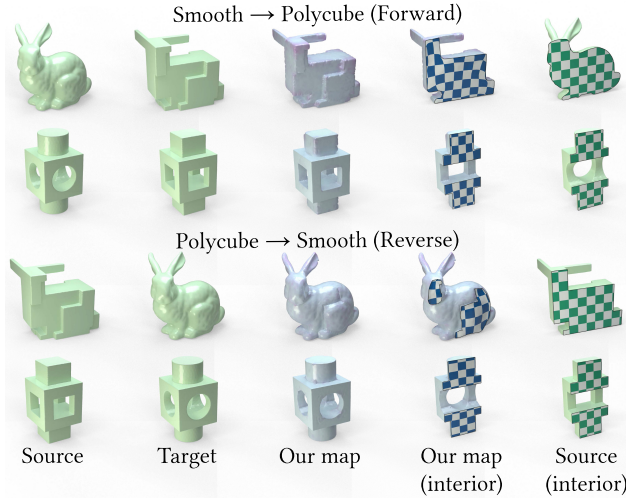 Smooth → Polycube (Forward)
Polycube → Smooth (Reverse)
Source
Target
Our map
Our map
(interior)
Source
(interior)